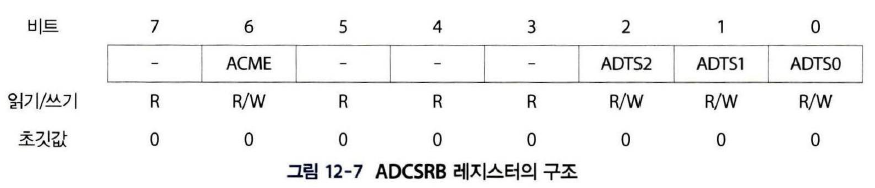 비트 7 6 5 4 3 2 1 0
- ACME - - - ADTS2 ADTS1 ADTS0
읽기/쓰기 R R/W R R R R/W R/W R/W
초깃값 0 0 0 0 0 0 0 0
그림 12-7 ADCSRB 레지스터의 구조